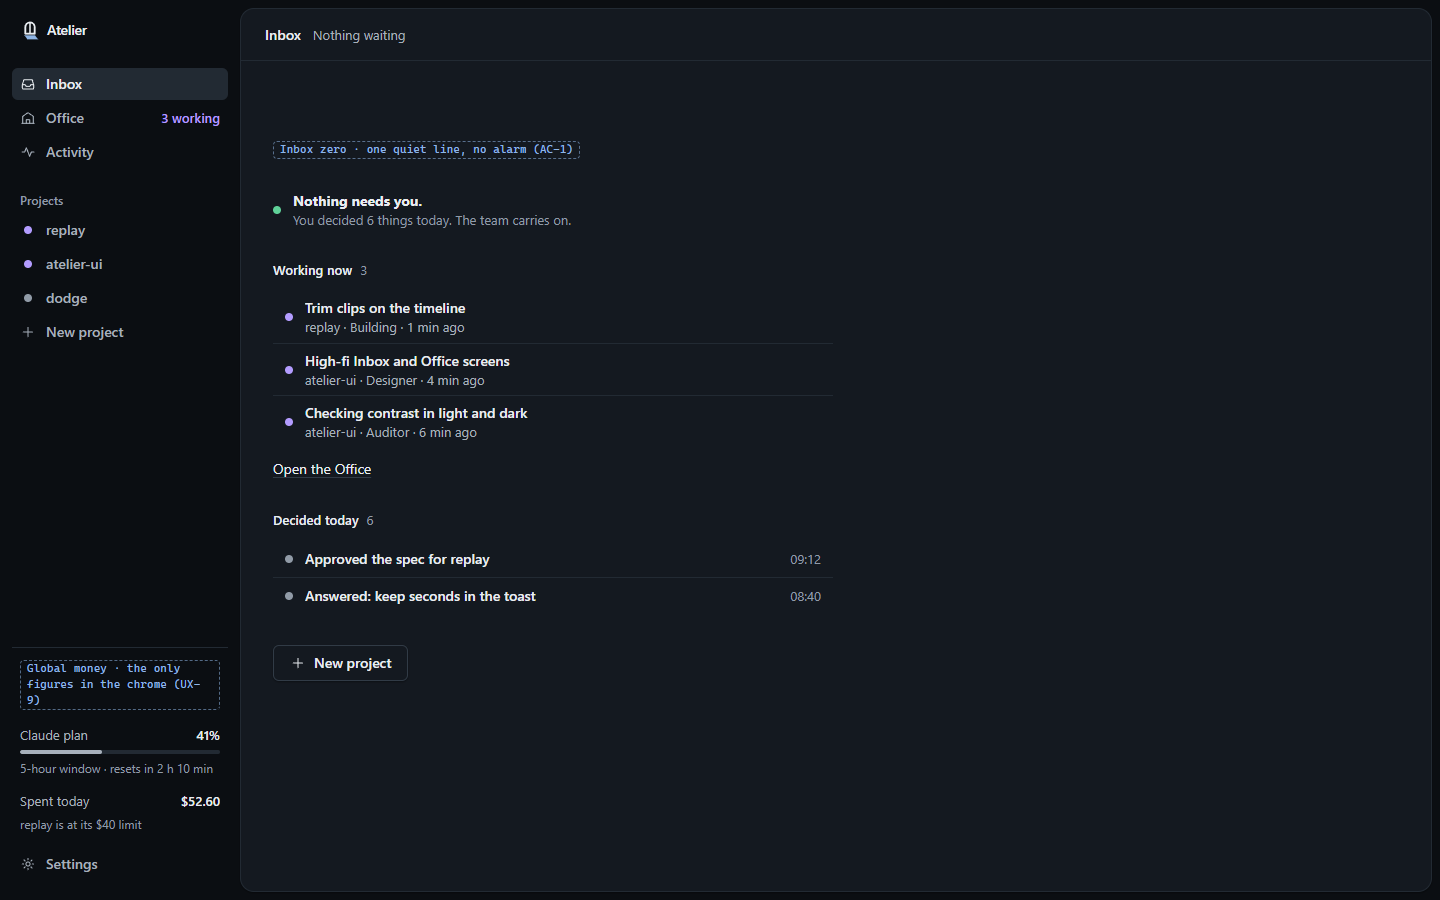 Atelier
Inbox
Office 3 working
Activity
Projects
replay
atelier-ui
dodge
New project
Global money · the only
figures in the chrome (UX-
9)
Claude plan 41%
5-hour window · resets in 2 h 10 min
Spent today $52.60
replay is at its $40 limit
Settings
Inbox Nothing waiting
Inbox zero · one quiet line, no alarm (AC-1)
Nothing needs you.
You decided 6 things today. The team carries on.
Working now 3
Trim clips on the timeline
replay · Building · 1 min ago
High-fi Inbox and Office screens
atelier-ui · Designer · 4 min ago
Checking contrast in light and dark
atelier-ui · Auditor · 6 min ago
Open the Office
Decided today 6
Approved the spec for replay 09:12
Answered: keep seconds in the toast 08:40
New project